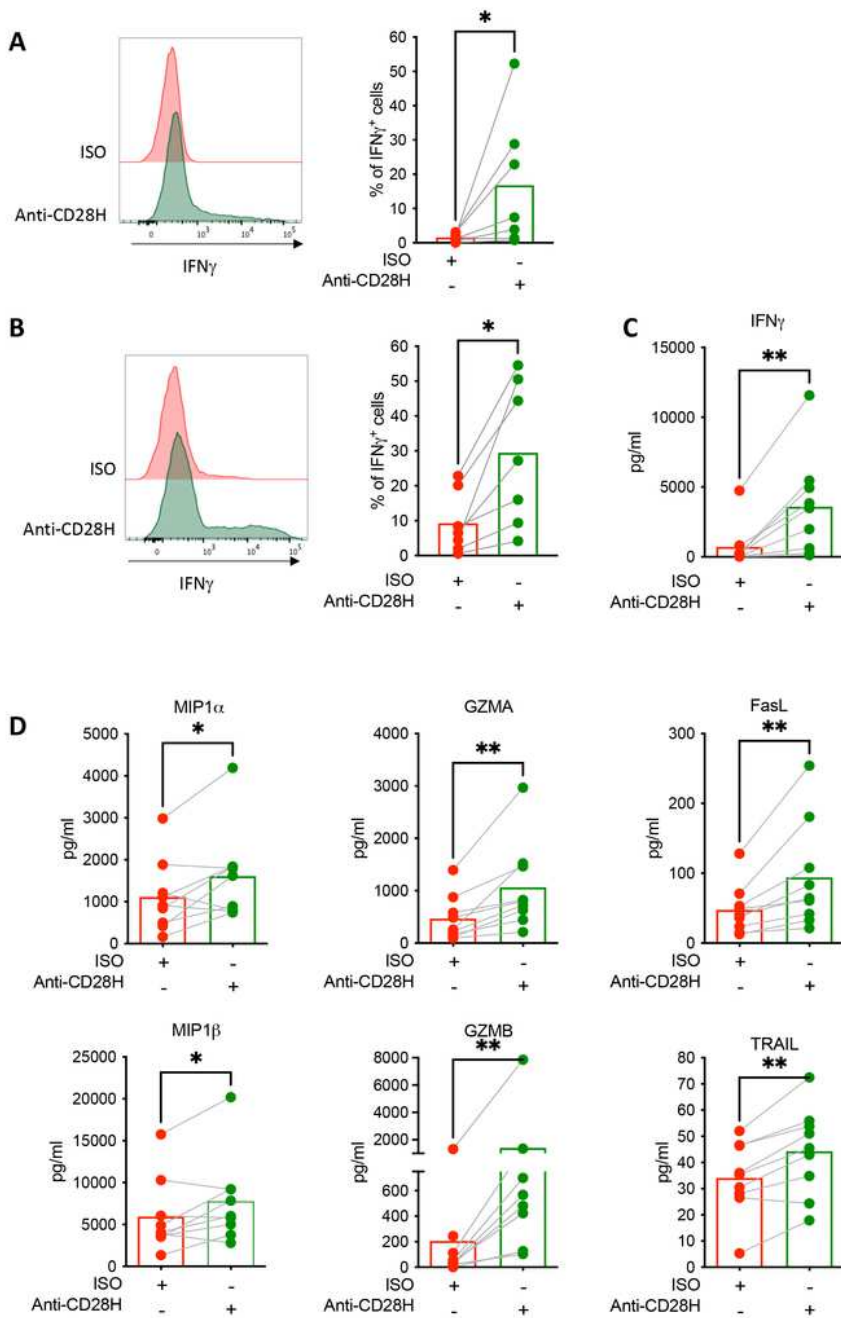 A
ISO
Anti-CD28H
0 10³ 10⁴ 10⁵
IFNγ
% of IFNγ⁺ cells
60
50
40
30
20
10
0
*
ISO + -
Anti-CD28H - +
B
ISO
Anti-CD28H
0 10³ 10⁴ 10⁵
IFNγ
% of IFNγ⁺ cells
60
50
40
30
20
10
0
*
ISO + -
Anti-CD28H - +
C
IFNγ
**
pg/ml
15000
10000
5000
0
+ -
- +
D
MIP1α
*
pg/ml
5000
4000
3000
2000
1000
0
ISO + -
Anti-CD28H - +
GZMA
**
pg/ml
4000
3000
2000
1000
0
ISO + -
Anti-CD28H - +
FasL
**
pg/ml
300
200
100
0
ISO + -
Anti-CD28H - +
MIP1β
*
pg/ml
25000
20000
15000
10000
5000
0
ISO + -
Anti-CD28H - +
GZMB
**
pg/ml
8000
6000
4000
2000
600
400
200
0
ISO + -
Anti-CD28H - +
TRAIL
**
pg/ml
80
70
60
50
40
30
20
10
0
ISO + -
Anti-CD28H - +